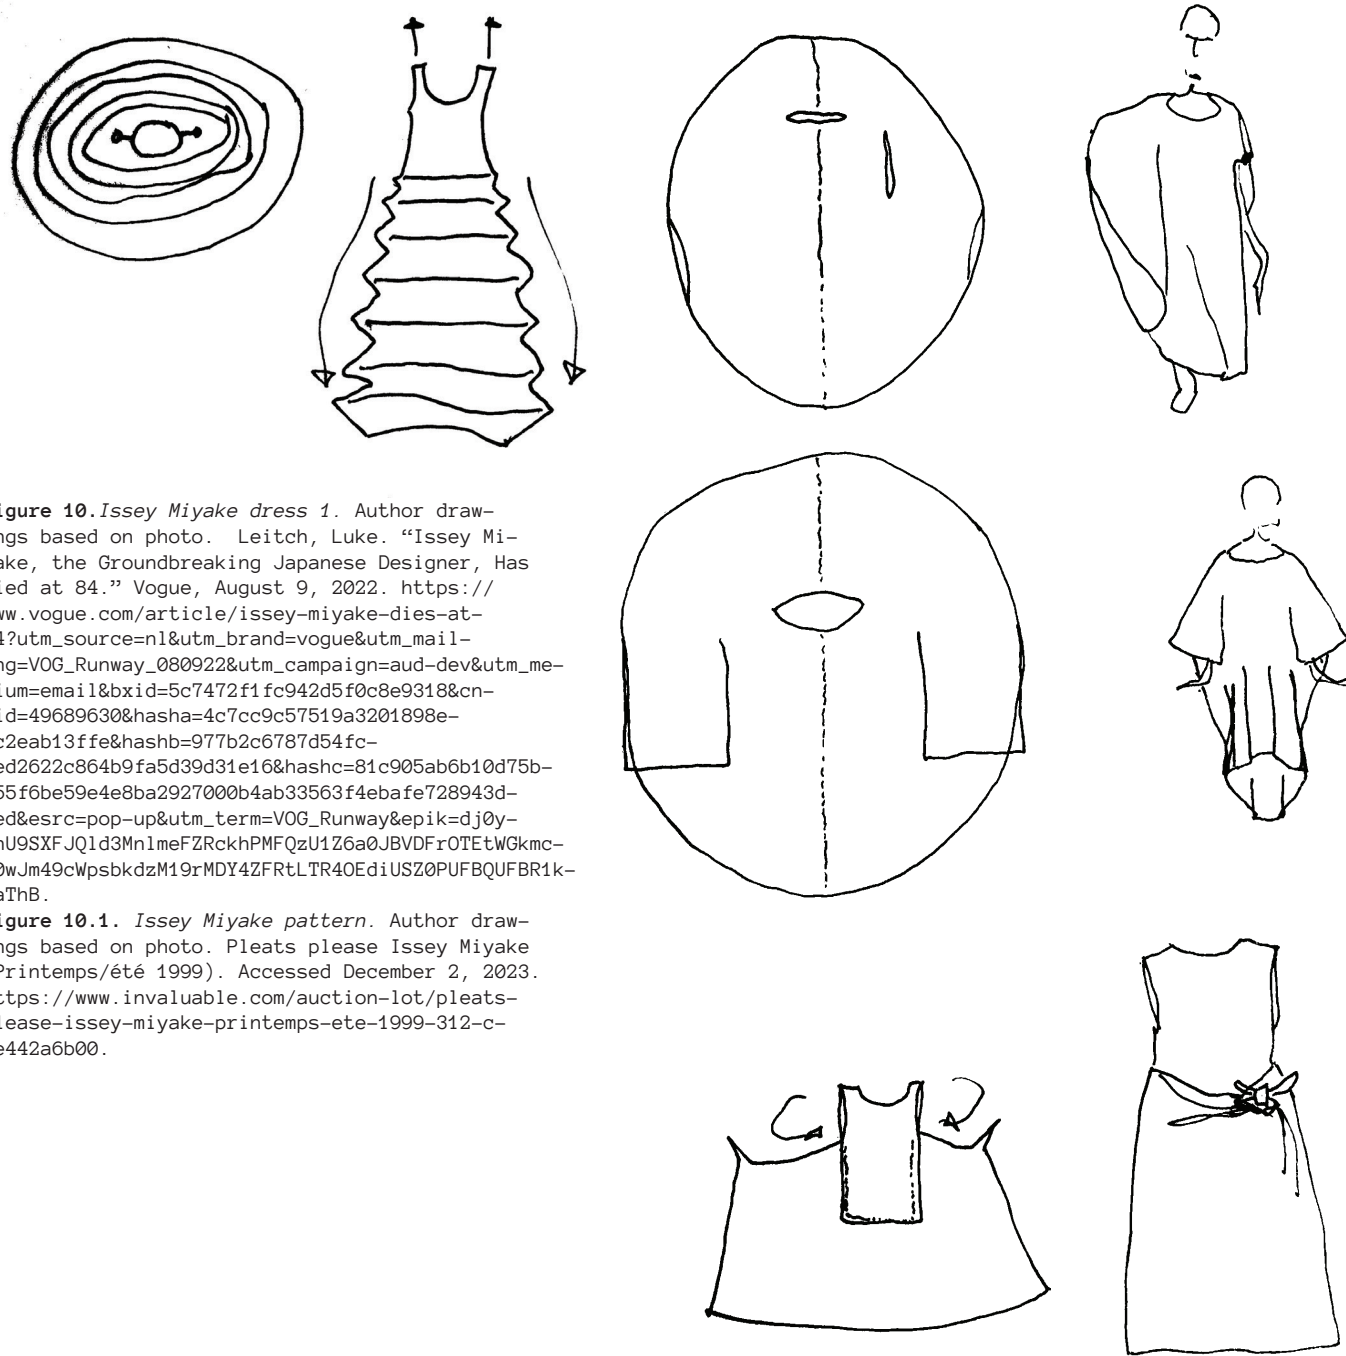 igure 10.Issey Miyake dress 1. Author draw-
ngs based on photo. Leitch, Luke. “Issey Mi-
ake, the Groundbreaking Japanese Designer, Has
ied at 84.” Vogue, August 9, 2022. https://
ww.vogue.com/article/issey-miyake-dies-at-
4?utm_source=nl&utm_brand=vogue&utm_mail-
ng=VOG_Runway_080922&utm_campaign=aud-dev&utm_me-
ium=email&bxid=5c7472f1fc942d5f0c8e9318&cn-
id=49689630&hasha=4c7cc9c57519a3201898e-
c2eab13ffe&hashb=977b2c6787d54fc-
ed2622c864b9fa5d39d31e16&hashc=81c905ab6b10d75b-
55f6be59e4e8ba2927000b4ab33563f4ebafe728943d-
ed&esrc=pop-up&utm_term=VOG_Runway&epik=dj0y-
nU9SXFJQld3MnlmeFZRckhPMFQzU1Z6a0JBVDFrOTEtWGkmc-
0wJm49cWpsbkdzM19rMDY4ZFRtLTR4OEdiUSZ0PUFBQUFBR1k-
aThB.
igure 10.1. Issey Miyake pattern. Author draw-
ngs based on photo. Pleats please Issey Miyake
Printemps/été 1999). Accessed December 2, 2023.
ttps://www.invaluable.com/auction-lot/pleats-
lease-issey-miyake-printemps-ete-1999-312-c-
e442a6b00.